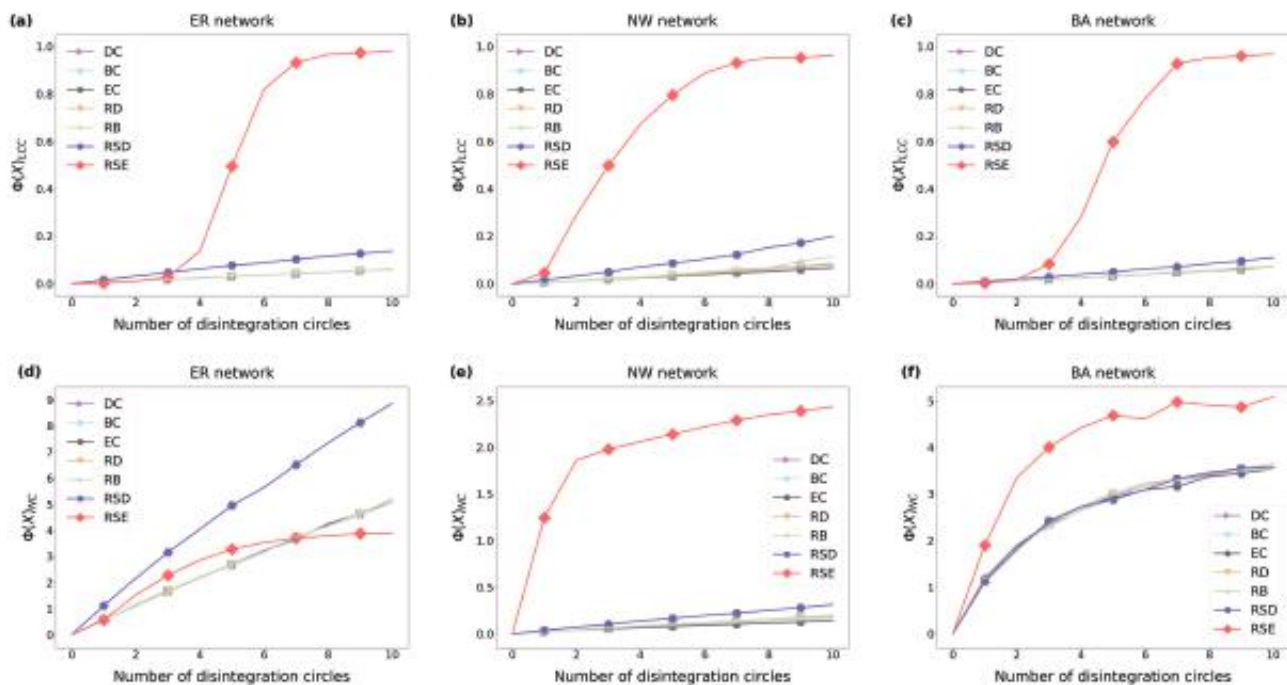 (a) ER network
1.0
0.8
0.6
0.4
0.2
0.0
Φ(X)LCC
DC
BC
EC
RD
RB
RSD
RSE
0 2 4 6 8 10
Number of disintegration circles
(b) NW network
1.0
0.8
0.6
0.4
0.2
0.0
Φ(X)LCC
DC
BC
EC
RD
RB
RSD
RSE
0 2 4 6 8 10
Number of disintegration circles
(c) BA network
1.0
0.8
0.6
0.4
0.2
0.0
Φ(X)LCC
DC
BC
EC
RD
RB
RSD
RSE
0 2 4 6 8 10
Number of disintegration circles
(d) ER network
9
8
7
6
5
4
3
2
1
0
Φ(X)WC
DC
BC
EC
RD
RB
RSD
RSE
0 2 4 6 8 10
Number of disintegration circles
(e) NW network
2.5
2.0
1.5
1.0
0.5
0.0
Φ(X)WC
DC
BC
EC
RD
RB
RSD
RSE
0 2 4 6 8 10
Number of disintegration circles
(f) BA network
5
4
3
2
1
0
Φ(X)WC
DC
BC
EC
RD
RB
RSD
RSE
0 2 4 6 8 10
Number of disintegration circles